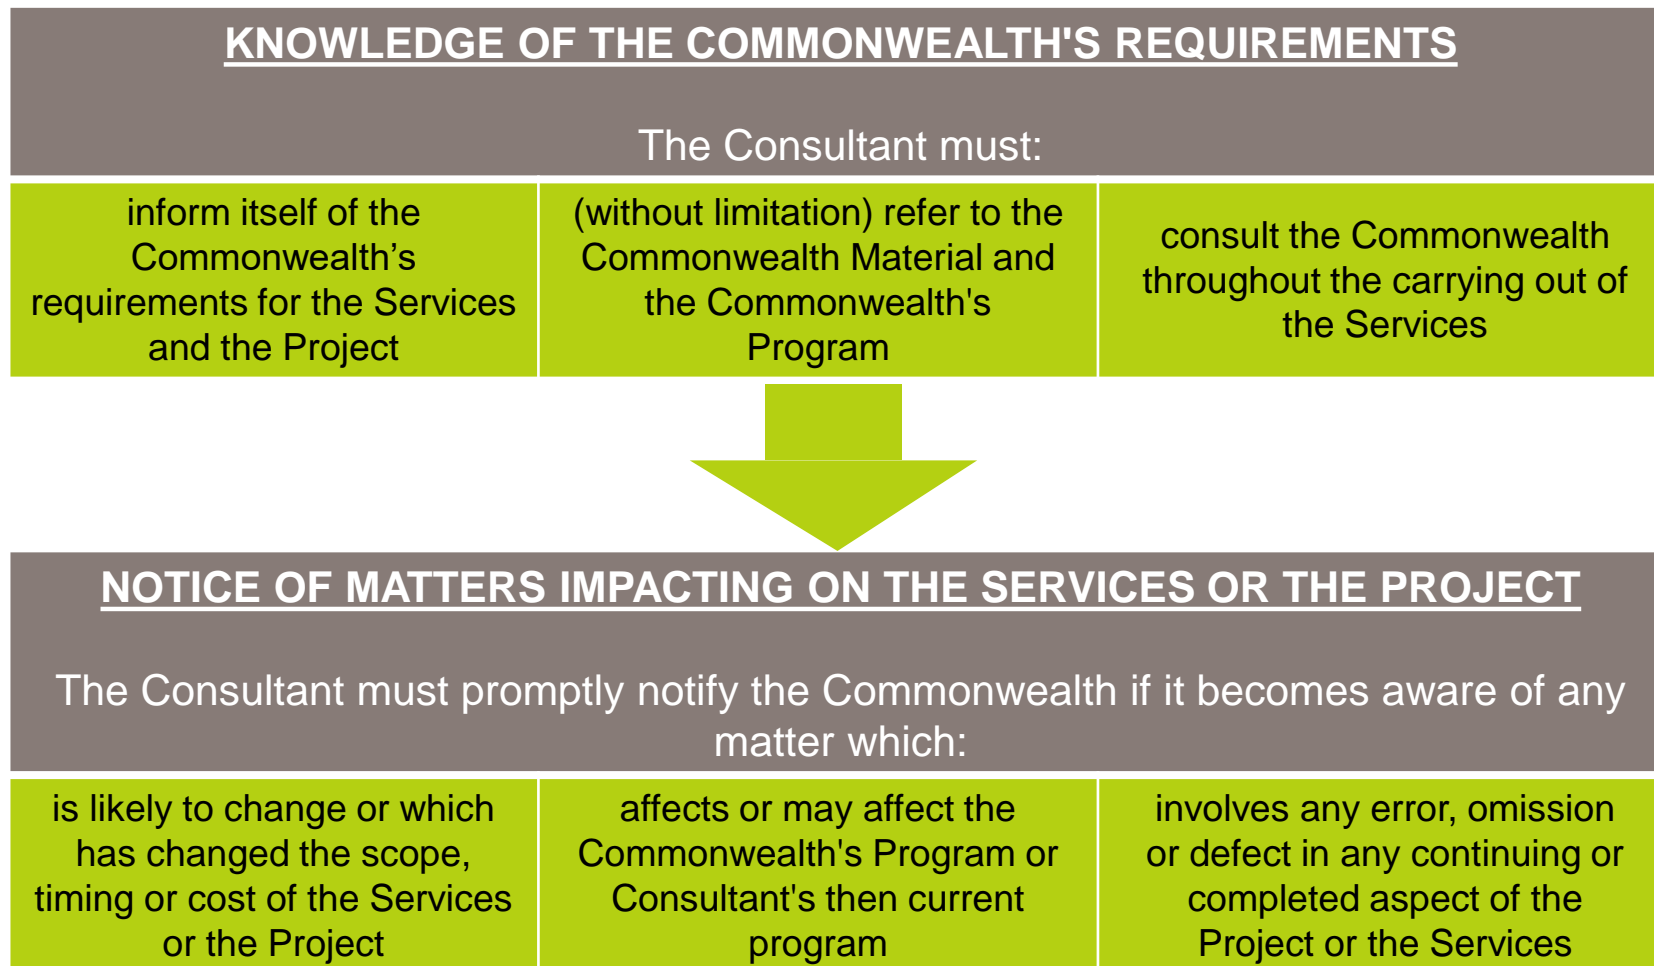 KNOWLEDGE OF THE COMMONWEALTH'S REQUIREMENTS
The Consultant must:
inform itself of the
Commonwealth’s
requirements for the Services
and the Project
(without limitation) refer to the
Commonwealth Material and
the Commonwealth's
Program
consult the Commonwealth
throughout the carrying out of
the Services
NOTICE OF MATTERS IMPACTING ON THE SERVICES OR THE PROJECT
The Consultant must promptly notify the Commonwealth if it becomes aware of any
matter which:
is likely to change or which
has changed the scope,
timing or cost of the Services
or the Project
affects or may affect the
Commonwealth's Program or
Consultant's then current
program
involves any error, omission
or defect in any continuing or
completed aspect of the
Project or the Services